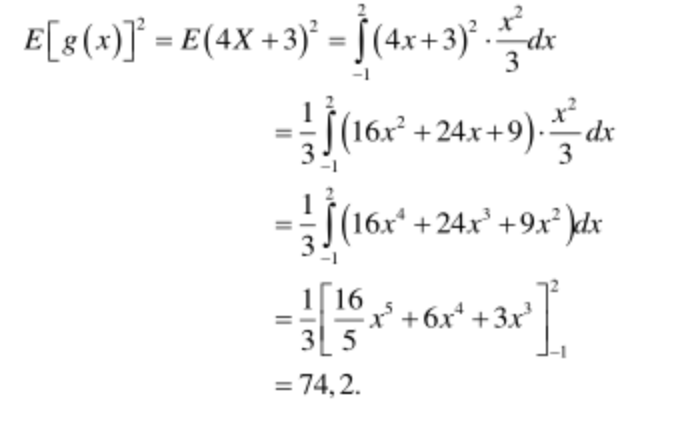 E[g(x)]² = E(4X+3)² = ∫₋₁² (4x+3)² · x²/3 dx
= 1/3 ∫₋₁² (16x² + 24x + 9) · x²/3 dx
= 1/3 ∫₋₁² (16x⁴ + 24x³ + 9x²)dx
= 1/3 [16/5 x⁵ + 6x⁴ + 3x³]₋₁²
= 74,2.